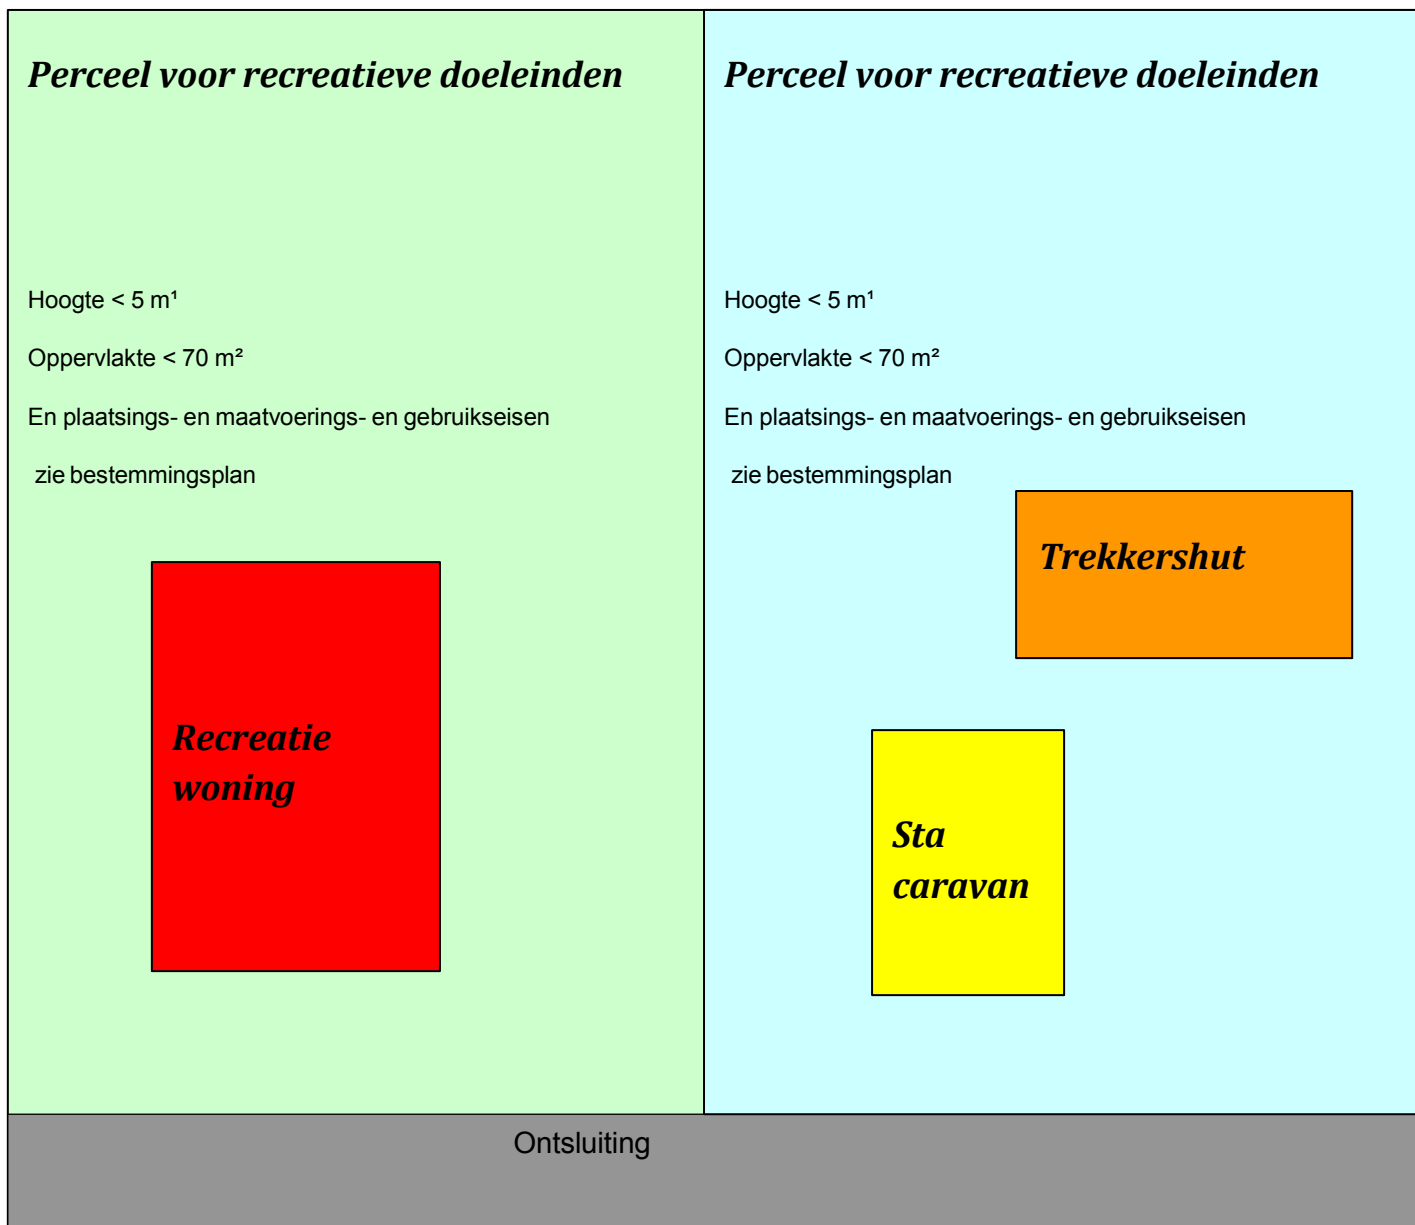 Perceel voor recreatieve doeleinden
Hoogte < 5 m¹
Oppervlakte < 70 m²
En plaatsings- en maatvoerings- en gebruikseisen
zie bestemmingsplan
Recreatie
woning
Perceel voor recreatieve doeleinden
Hoogte < 5 m¹
Oppervlakte < 70 m²
En plaatsings- en maatvoerings- en gebruikseisen
zie bestemmingsplan
Trekkershut
Sta
caravan
Ontsluiting